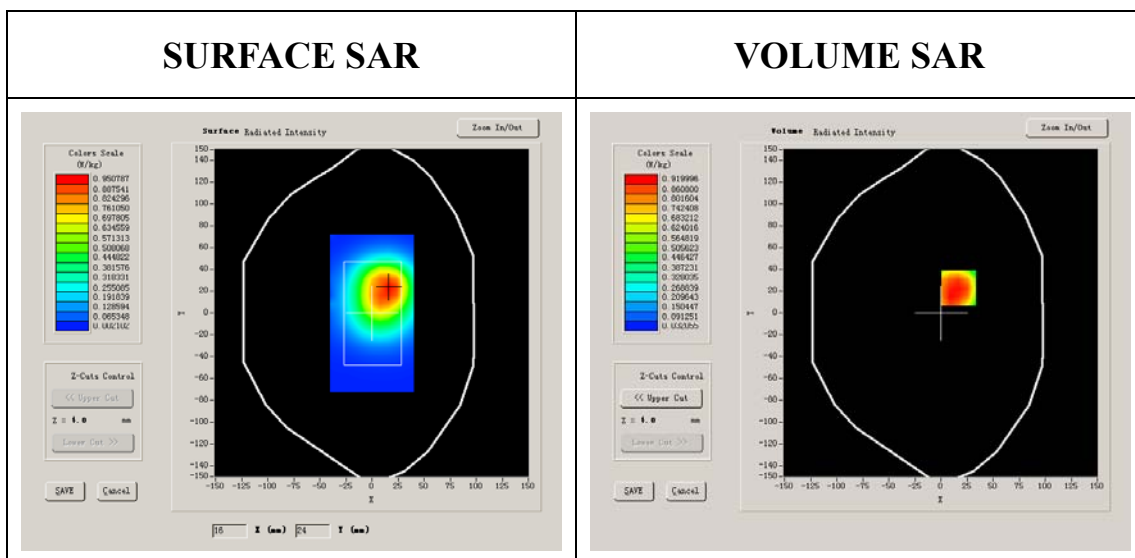 SURFACE SAR
VOLUME SAR
Surface Radiated Intensity
Zoom In/Out
Colors Scale
(W/kg)
0.950787
0.887541
0.824296
0.761050
0.697805
0.634559
0.571313
0.508068
0.444822
0.381576
0.318331
0.255085
0.191839
0.128594
0.065348
0.002102
150
120
100
80
60
40
20
0
-20
-40
-60
-80
-100
-120
-140
-150
Y
-150 -125 -100 -75 -50 -25 0 25 50 75 100 125 150
X
Z-Cuts Control
<< Upper Cut
Z = 4.0 mm
Lower Cut >>
SAVE Cancel
16 X (mm) 24 Y (mm)
Volume Radiated Intensity
Zoom In/Out
Colors Scale
(W/kg)
0.919996
0.860800
0.801604
0.742408
0.683212
0.624016
0.564819
0.505623
0.446427
0.387231
0.328035
0.268839
0.209643
0.150447
0.091251
0.032055
150
120
100
80
60
40
20
0
-20
-40
-60
-80
-100
-120
-140
-150
Y
-150 -125 -100 -75 -50 -25 0 25 50 75 100 125 150
X
Z-Cuts Control
<< Upper Cut
Z = 4.0 mm
Lower Cut >>
SAVE Cancel